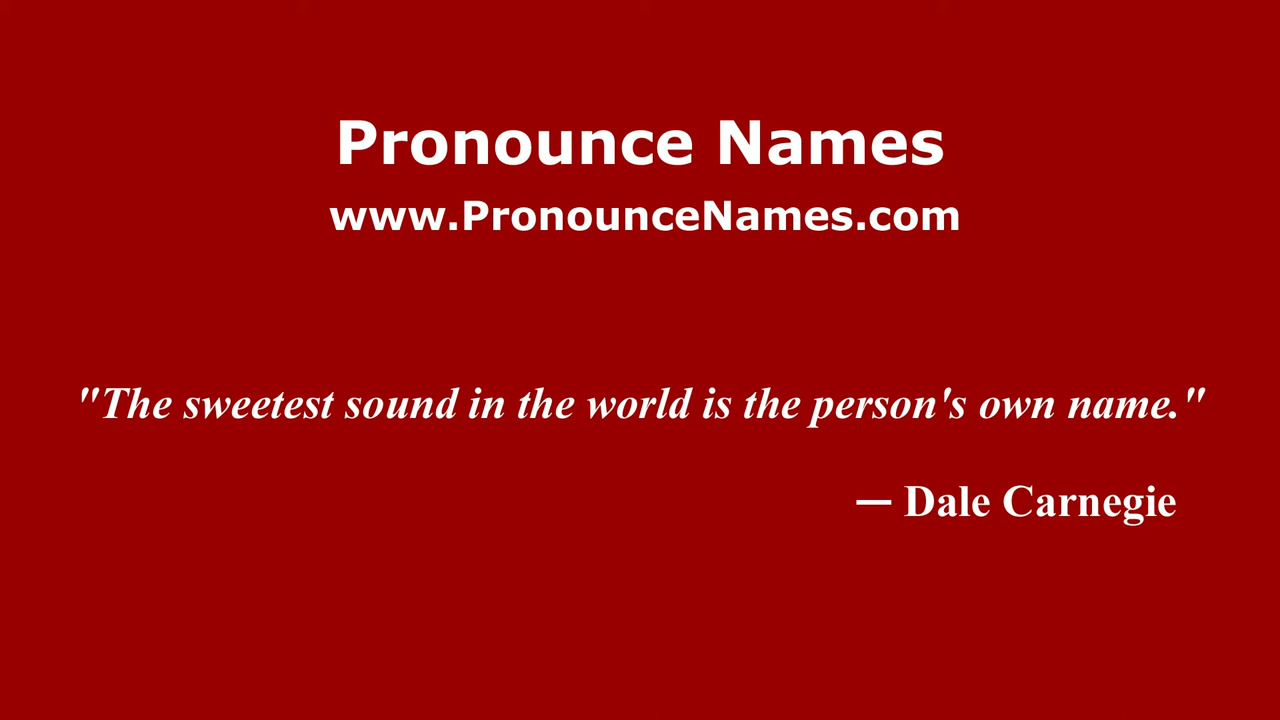 Pronounce Names
www.PronounceNames.com
"The sweetest sound in the world is the person's own name."
— Dale Carnegie